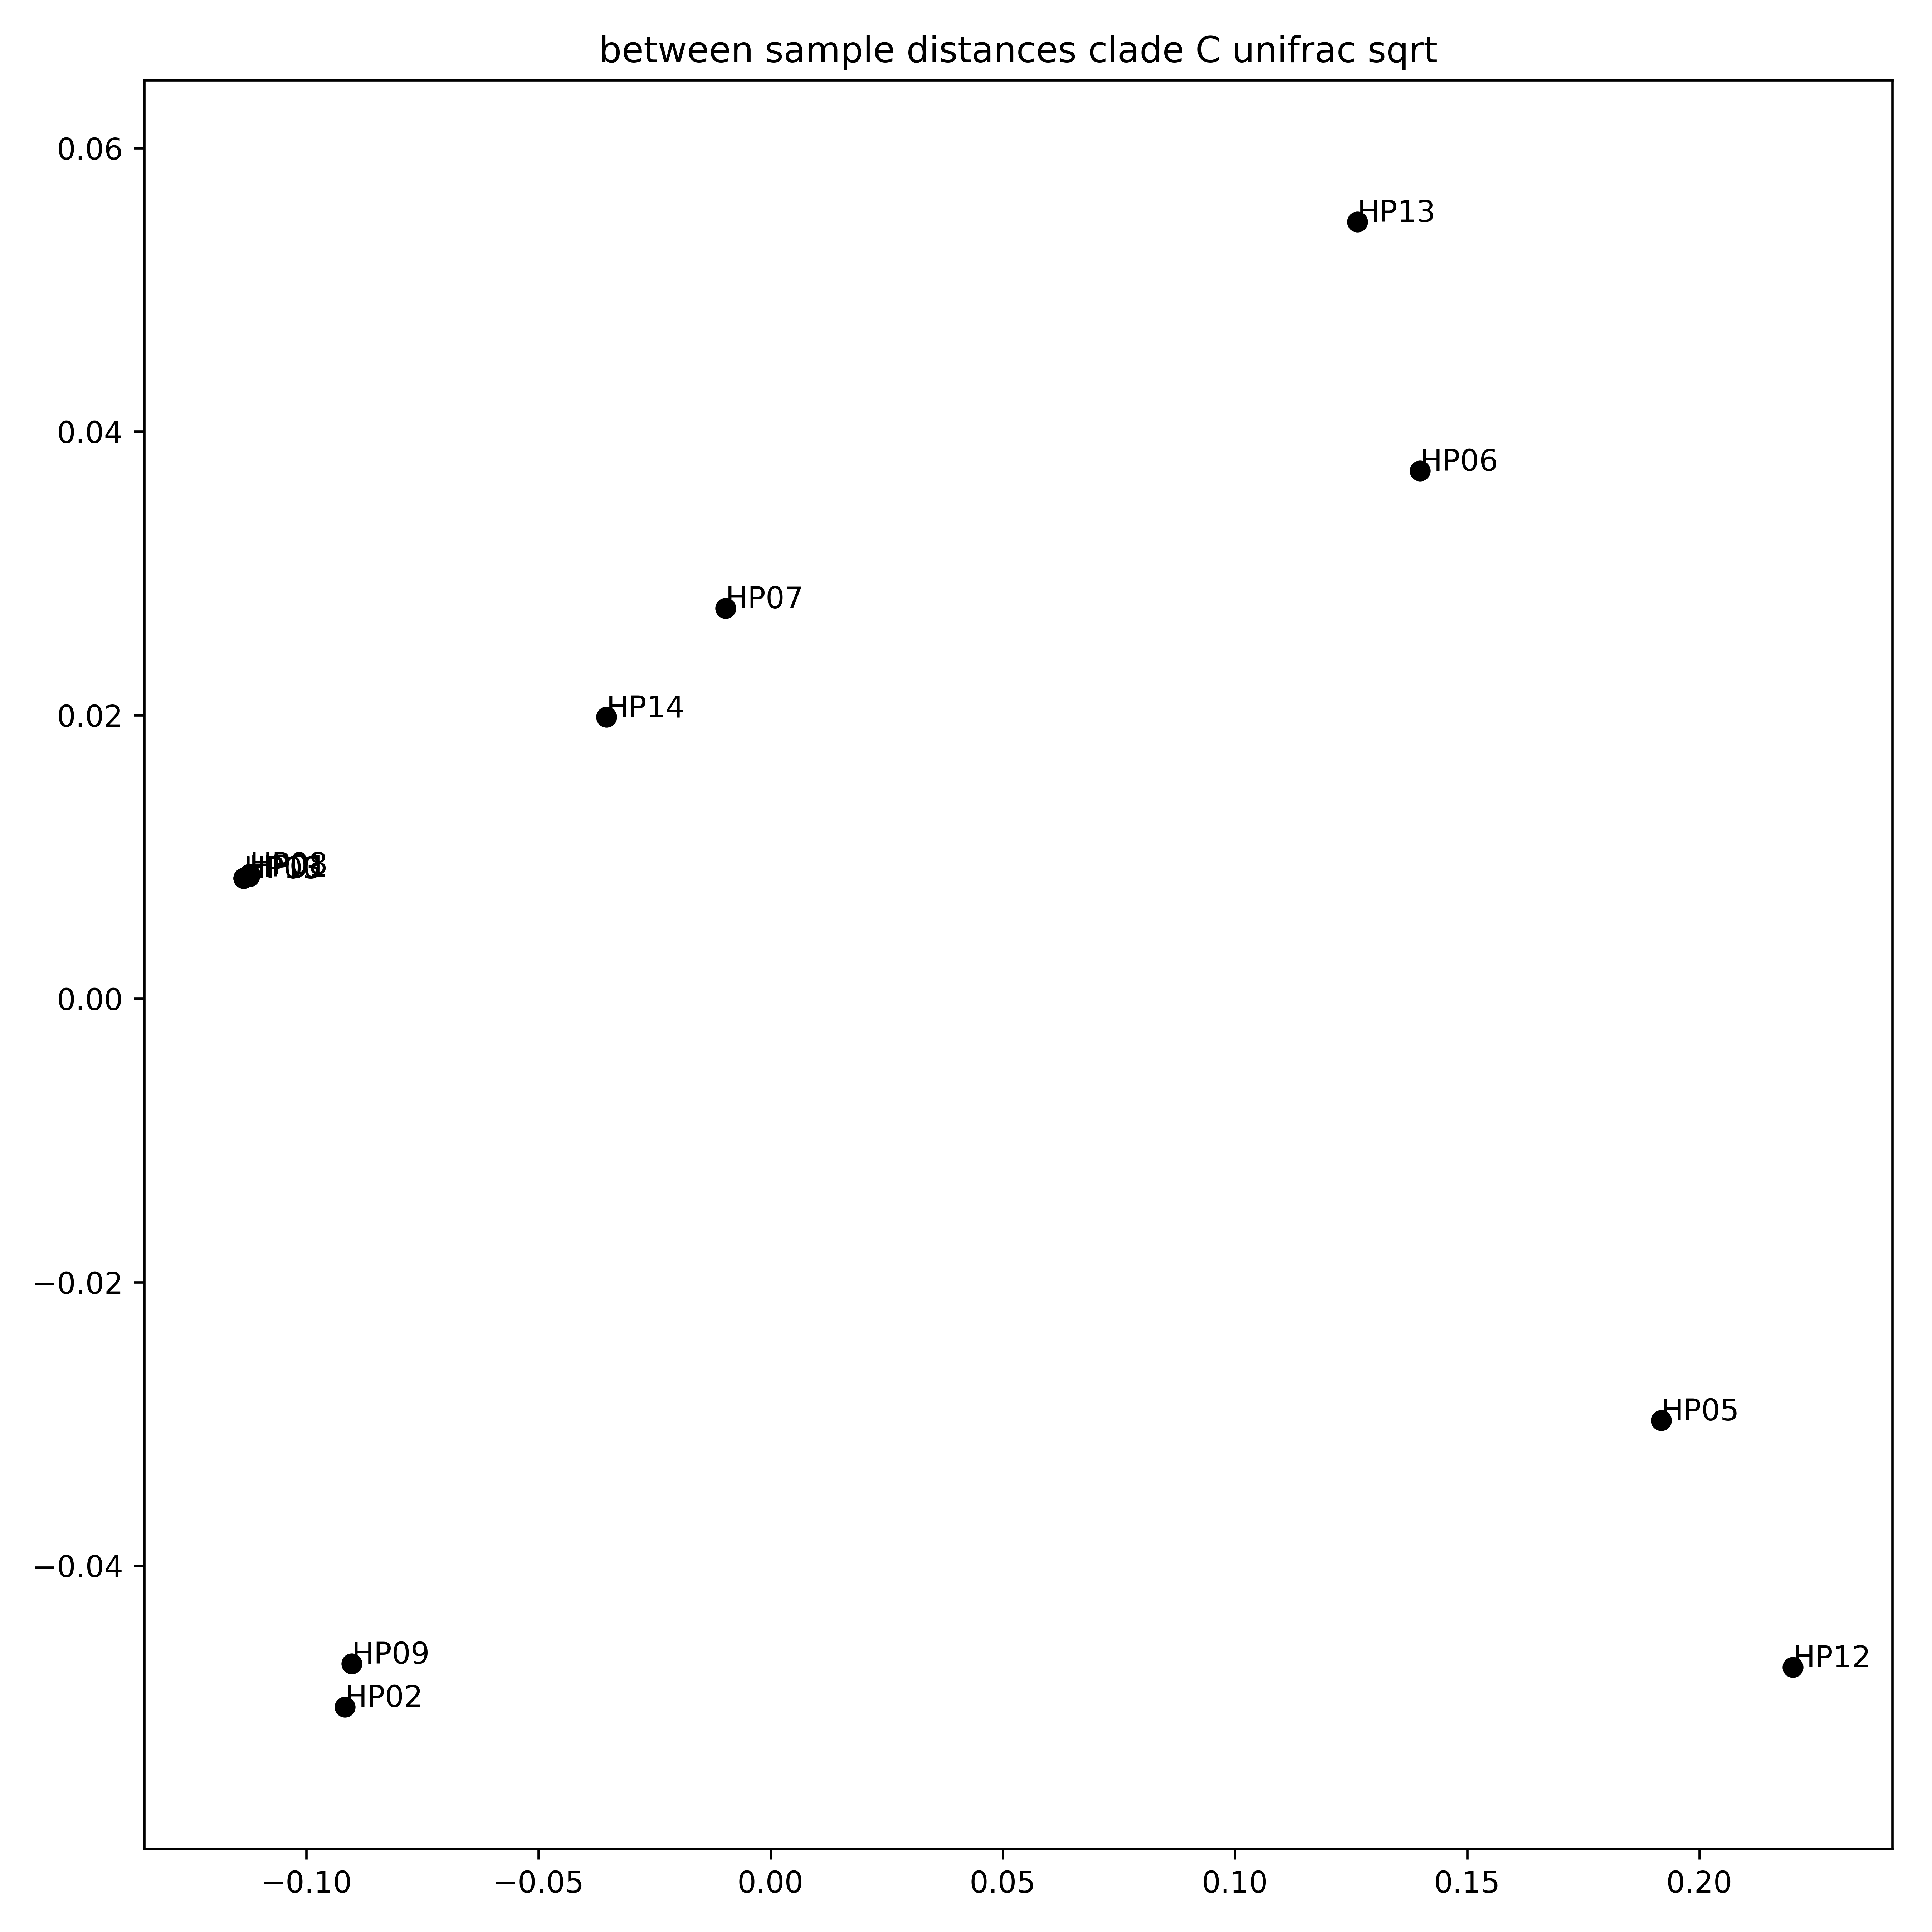 between sample distances clade C unifrac sqrt
0.06
HP13
0.04
HP06
HP07
0.02
HP14
0.00
−0.02
HP05
−0.04
HP09
HP12
HP02
−0.10
−0.05
0.00
0.05
0.10
0.15
0.20